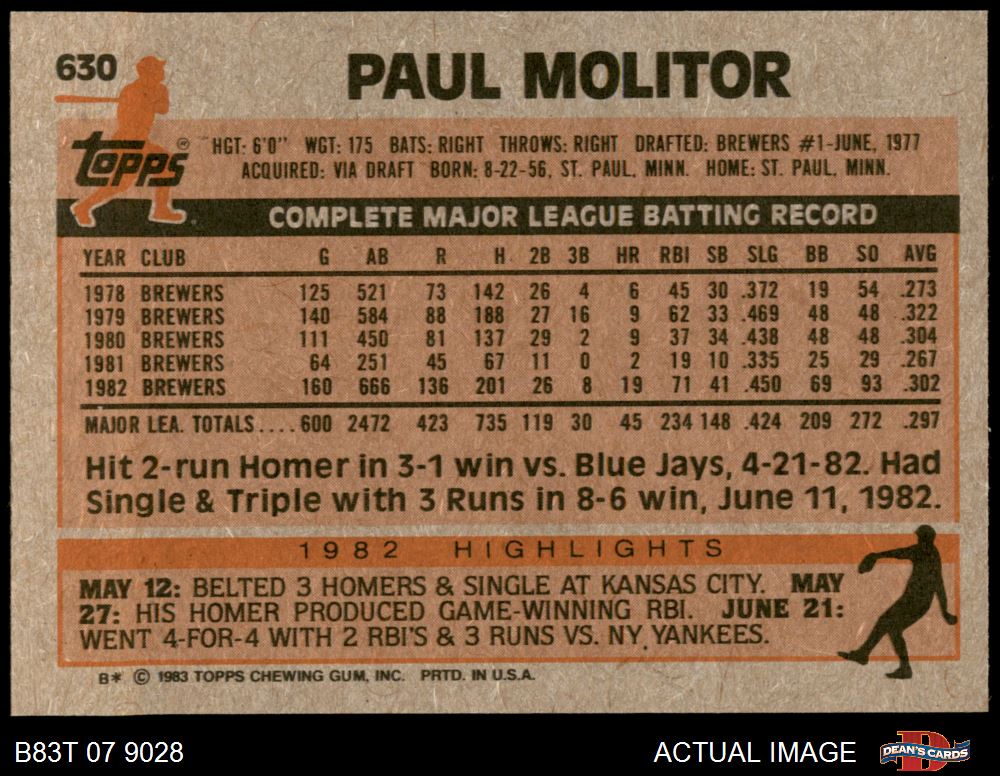 630
PAUL MOLITOR
topps®
HGT: 6'0" WGT: 175 BATS: RIGHT THROWS: RIGHT DRAFTED: BREWERS #1-JUNE, 1977
ACQUIRED: VIA DRAFT BORN: 8-22-56, ST. PAUL, MINN. HOME: ST. PAUL, MINN.
COMPLETE MAJOR LEAGUE BATTING RECORD
YEAR CLUB G AB R H 2B 3B HR RBI SB SLG BB SO AVG
1978 BREWERS 125 521 73 142 26 4 6 45 30 .372 19 54 .273
1979 BREWERS 140 584 88 188 27 16 9 62 33 .469 48 48 .322
1980 BREWERS 111 450 81 137 29 2 9 37 34 .438 48 48 .304
1981 BREWERS 64 251 45 67 11 0 2 19 10 .335 25 29 .267
1982 BREWERS 160 666 136 201 26 8 19 71 41 .450 69 93 .302
MAJOR LEA. TOTALS.... 600 2472 423 735 119 30 45 234 148 .424 209 272 .297
Hit 2-run Homer in 3-1 win vs. Blue Jays, 4-21-82. Had
Single & Triple with 3 Runs in 8-6 win, June 11, 1982.
1982 HIGHLIGHTS
MAY 12: BELTED 3 HOMERS & SINGLE AT KANSAS CITY. MAY
27: HIS HOMER PRODUCED GAME-WINNING RBI. JUNE 21:
WENT 4-FOR-4 WITH 2 RBI'S & 3 RUNS VS. NY YANKEES.
B* © 1983 TOPPS CHEWING GUM, INC. PRTD. IN U.S.A.
B83T 07 9028
ACTUAL IMAGE
DEAN'S CARDS